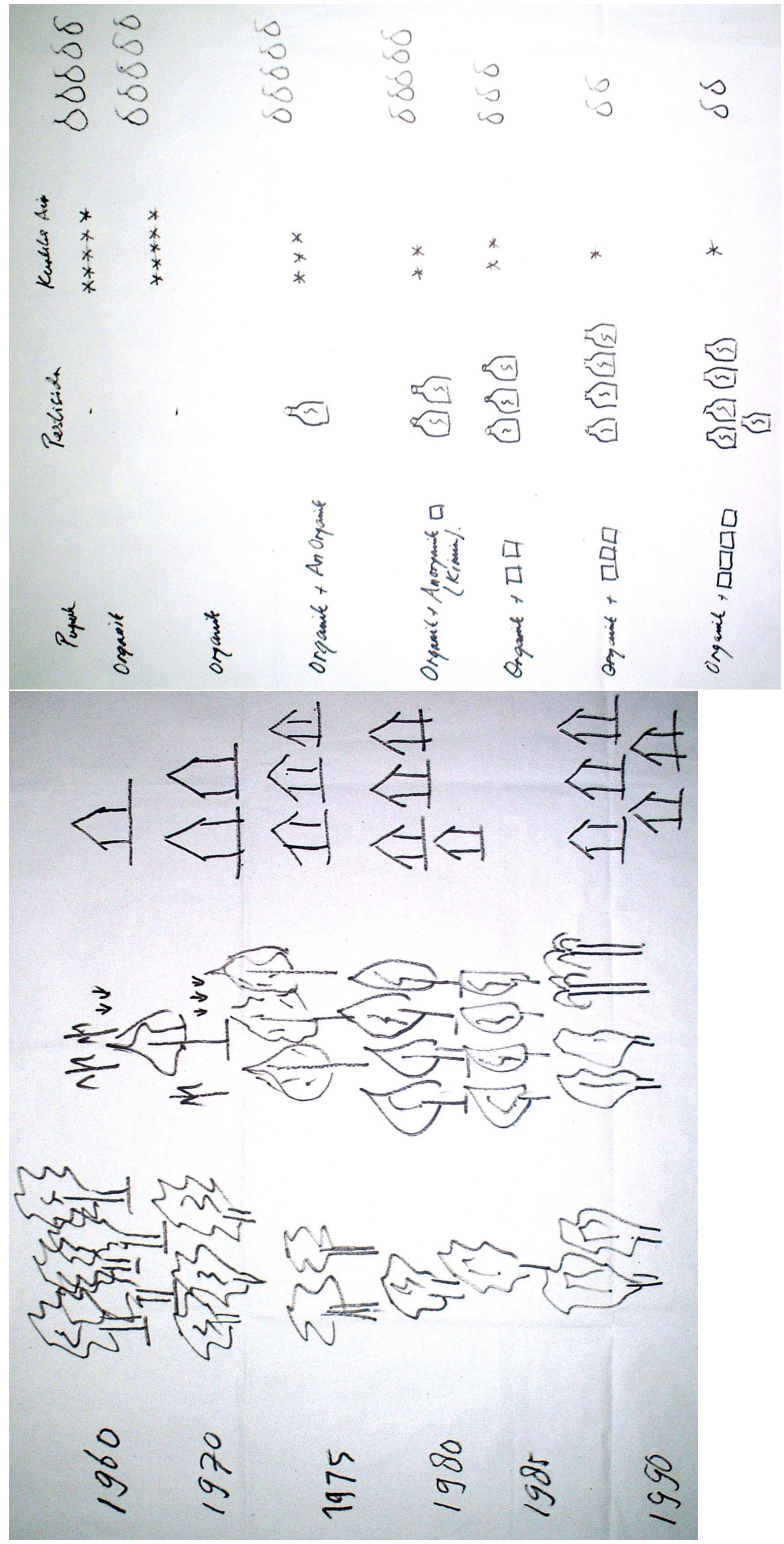 1960
1970
1975
1980
1985
1990
Pupuk Pestisida Air
Organik -
Organik -
Organik + An Organik
Organik + Anorganik
(Kimia).
Organik +
Organik +
Organik +